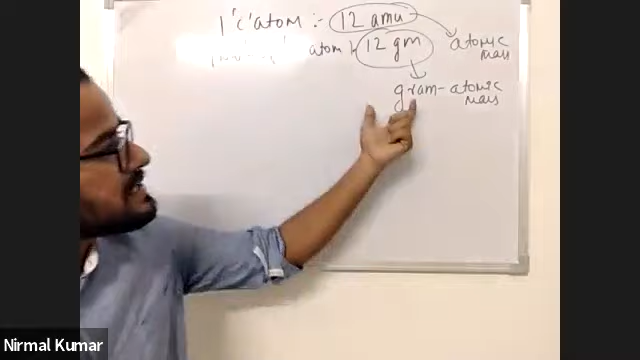 1 'c' atom :- 12 amu
atomic
mass
atom :- 12 gm
gram-atomic
mass
Nirmal Kumar